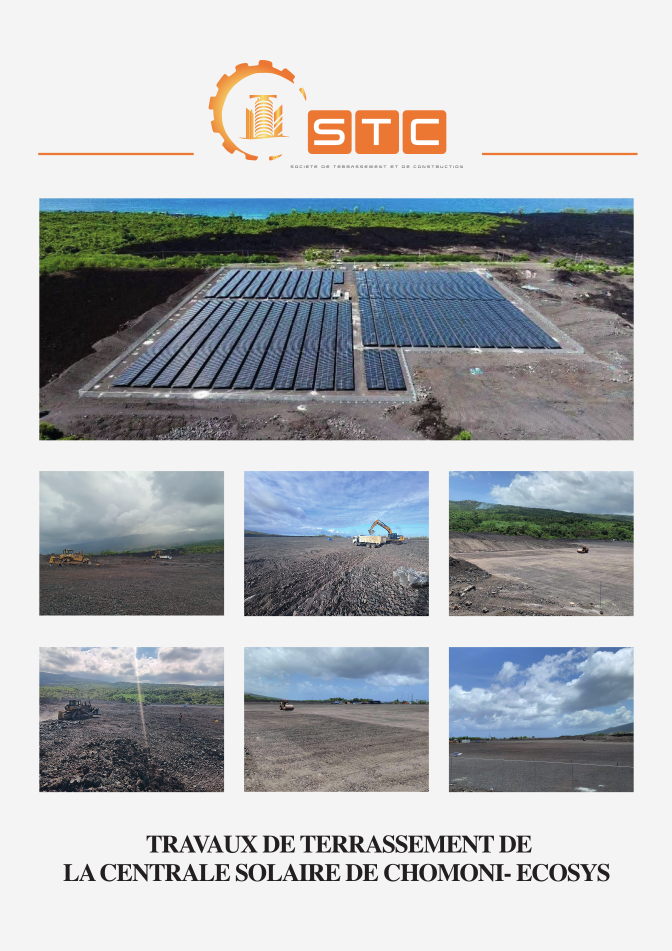 STC
SOCIETE DE TERRASSEMENT ET DE CONSTRUCTION
TRAVAUX DE TERRASSEMENT DE
LA CENTRALE SOLAIRE DE CHOMONI- ECOSYS